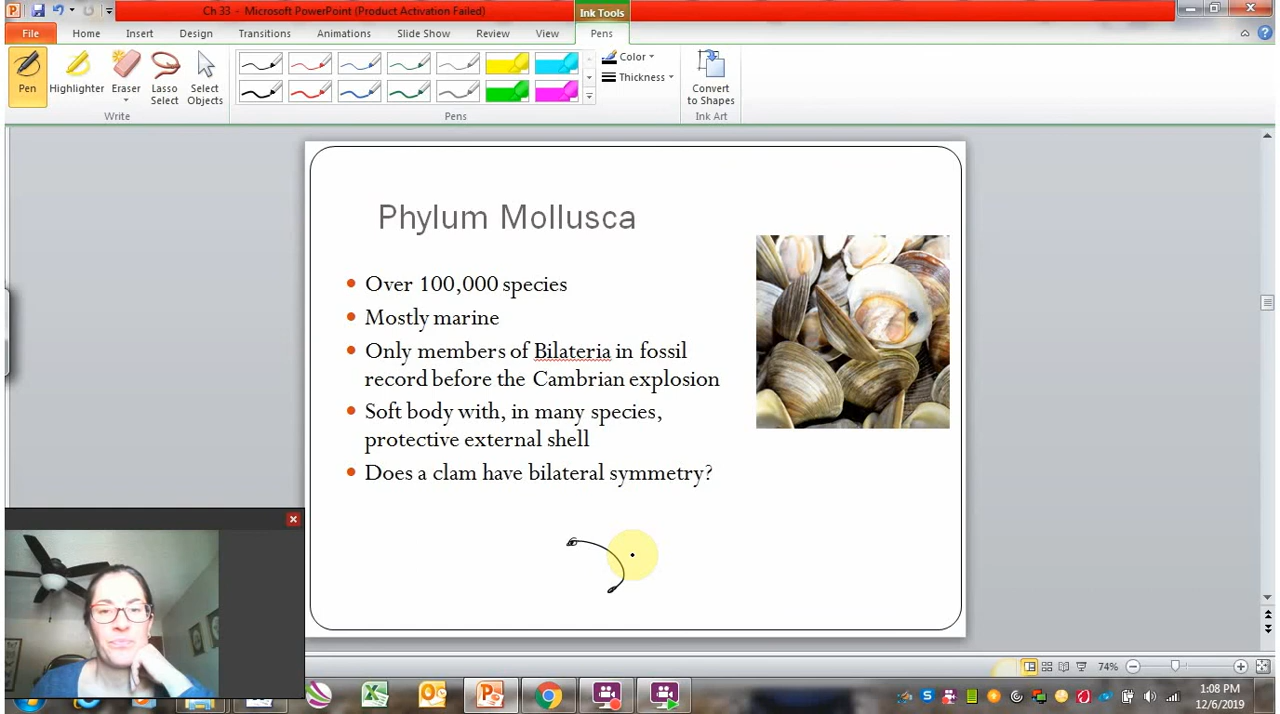 Ch 33 - Microsoft PowerPoint (Product Activation Failed)
Ink Tools
File
Home
Insert
Design
Transitions
Animations
Slide Show
Review
View
Pens
Pen
Highlighter
Eraser
Lasso
Select
Select
Objects
Color
Thickness
Convert
to Shapes
Write
Pens
Ink Art
Phylum Mollusca
Over 100,000 species
Mostly marine
Only members of Bilateria in fossil
record before the Cambrian explosion
Soft body with, in many species,
protective external shell
Does a clam have bilateral symmetry?
74%
1:08 PM
12/6/2019